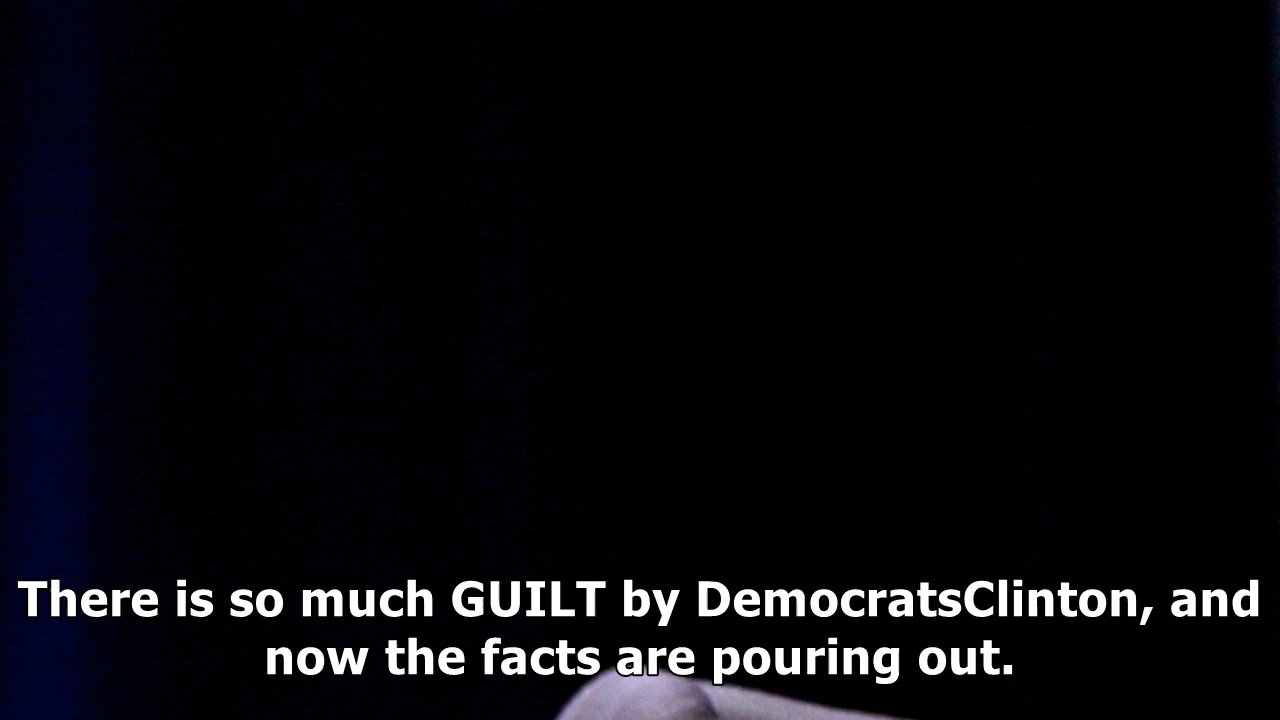 There is so much GUILT by DemocratsClinton, and
now the facts are pouring out.